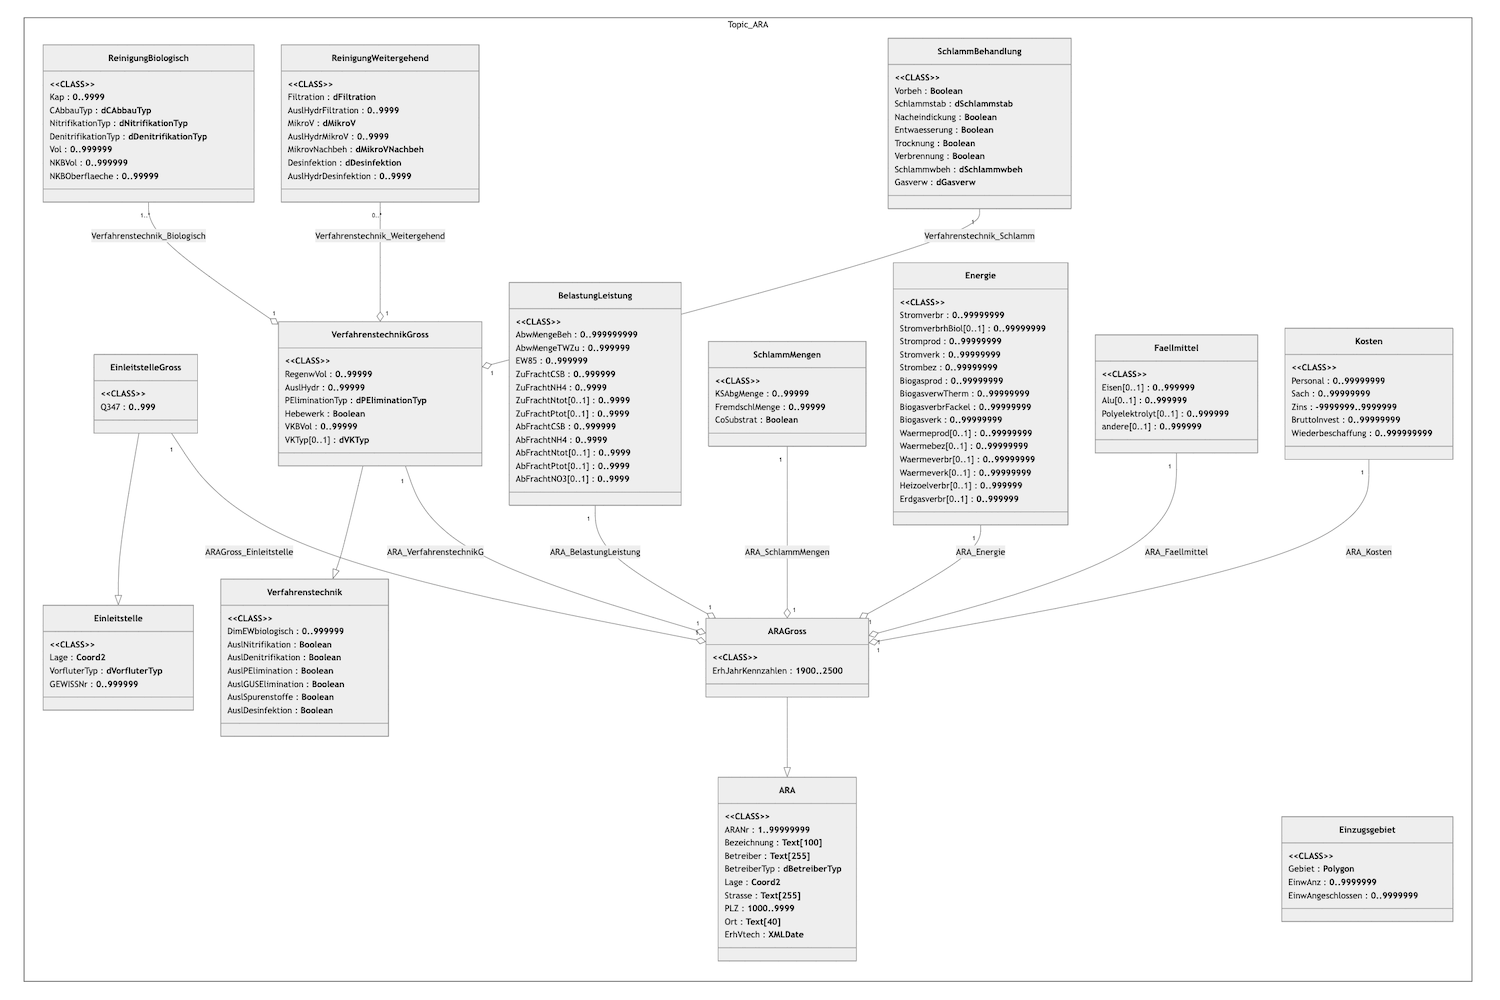 Topic_ARA
ReinigungBiologisch
<<CLASS>>
Kap : 0..9999
CAbbauTyp : dCAbbauTyp
NitrifikationTyp : dNitrifikationTyp
DenitrifikationTyp : dDenitrifikationTyp
Vol : 0..999999
NKBVol : 0..999999
NKBOberflaeche : 0..99999
ReinigungWeitergehend
<<CLASS>>
Filtration : dFiltration
AuslHydrFiltration : 0..9999
MikroV : dMikroV
AuslHydrMikroV : 0..9999
MikrovNachbeh : dMikroVNachbeh
Desinfektion : dDesinfektion
AuslHydrDesinfektion : 0..9999
SchlammBehandlung
<<CLASS>>
Vorbeh : Boolean
Schlammstab : dSchlammstab
Nacheindickung : Boolean
Entwaesserung : Boolean
Trocknung : Boolean
Verbrennung : Boolean
Schlammwbeh : dSchlammwbeh
Gasverw : dGasverw
1..*
0..*
1
Verfahrenstechnik_Biologisch
Verfahrenstechnik_Weitergehend
Verfahrenstechnik_Schlamm
1
1
1
VerfahrenstechnikGross
<<CLASS>>
RegenwVol : 0..99999
AuslHydr : 0..99999
PEliminationTyp : dPEliminationTyp
Hebewerk : Boolean
VKBVol : 0..99999
VKTyp[0..1] : dVKTyp
BelastungLeistung
<<CLASS>>
AbwMengeBeh : 0..999999999
AbwMengeTWZu : 0..999999
EW85 : 0..999999
ZuFrachtCSB : 0..999999
ZuFrachtNH4 : 0..9999
ZuFrachtNtot[0..1] : 0..9999
ZuFrachtPtot[0..1] : 0..9999
AbFrachtCSB : 0..999999
AbFrachtNH4 : 0..9999
AbFrachtNtot[0..1] : 0..9999
AbFrachtPtot[0..1] : 0..9999
AbFrachtNO3[0..1] : 0..9999
SchlammMengen
<<CLASS>>
KSAbgMenge : 0..99999
FremdschlMenge : 0..99999
CoSubstrat : Boolean
Energie
<<CLASS>>
Stromverbr : 0..99999999
StromverbrhBiol[0..1] : 0..99999999
Stromprod : 0..99999999
Stromverk : 0..99999999
Strombez : 0..99999999
Biogasprod : 0..99999999
BiogasverwTherm : 0..99999999
BiogasverbrFackel : 0..99999999
Biogasverk : 0..99999999
Waermeprod[0..1] : 0..99999999
Waermebez[0..1] : 0..99999999
Waermeverbr[0..1] : 0..99999999
Waermeverk[0..1] : 0..99999999
Heizoelverbr[0..1] : 0..999999
Erdgasverbr[0..1] : 0..999999
Faellmittel
<<CLASS>>
Eisen[0..1] : 0..999999
Alu[0..1] : 0..999999
Polyelektrolyt[0..1] : 0..999999
andere[0..1] : 0..999999
Kosten
<<CLASS>>
Personal : 0..99999999
Sach : 0..99999999
Zins : -9999999..9999999
BruttoInvest : 0..99999999
Wiederbeschaffung : 0..999999999
EinleitstelleGross
<<CLASS>>
Q347 : 0..999
1
1
1
1
1
1
1
ARAGross_Einleitstelle
ARA_VerfahrenstechnikG
ARA_BelastungLeistung
ARA_SchlammMengen
ARA_Energie
ARA_Faellmittel
ARA_Kosten
Einleitstelle
<<CLASS>>
Lage : Coord2
VorfluterTyp : dVorfluterTyp
GEWISSNr : 0..999999
Verfahrenstechnik
<<CLASS>>
DimEWbiologisch : 0..999999
AuslNitrifikation : Boolean
AuslDenitrifikation : Boolean
AuslPElimination : Boolean
AuslGUSElimination : Boolean
AuslSpurenstoffe : Boolean
AuslDesinfektion : Boolean
1
1
1
1
1
1
1
ARAGross
<<CLASS>>
ErhJahrKennzahlen : 1900..2500
ARA
<<CLASS>>
ARANr : 1..99999999
Bezeichnung : Text[100]
Betreiber : Text[255]
BetreiberTyp : dBetreiberTyp
Lage : Coord2
Strasse : Text[255]
PLZ : 1000..9999
Ort : Text[40]
ErhVtech : XMLDate
Einzugsgebiet
<<CLASS>>
Gebiet : Polygon
EinwAnz : 0..9999999
EinwAngeschlossen : 0..9999999